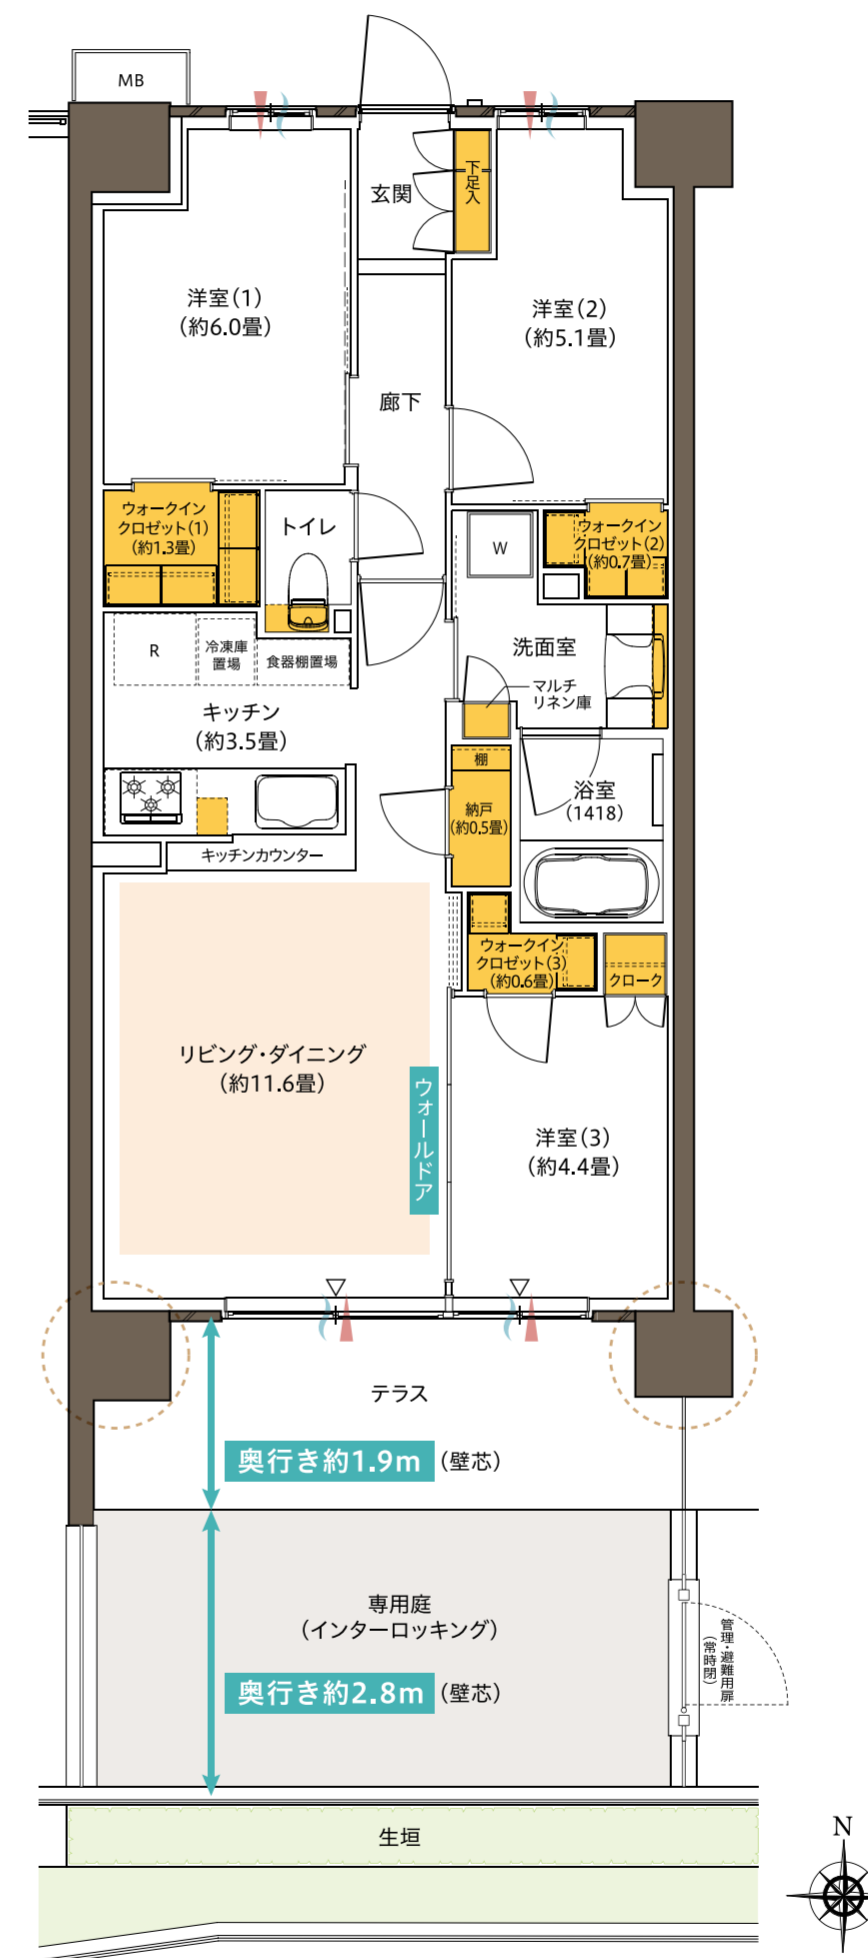 MB
玄関
下足入
洋室(1)
(約6.0畳)
洋室(2)
(約5.1畳)
廊下
ウォークイン
クロゼット(1)
(約1.3畳)
トイレ
W
ウォークイン
クロゼット(2)
(約0.7畳)
R
冷凍庫
置場
食器棚置場
洗面室
マルチ
リネン庫
キッチン
(約3.5畳)
棚
納戸
(約0.5畳)
浴室
(1418)
キッチンカウンター
ウォークイン
クロゼット(3)
(約0.6畳)
クローク
リビング・ダイニング
(約11.6畳)
ウォールドア
洋室(3)
(約4.4畳)
テラス
奥行き約1.9m (壁芯)
専用庭
(インターロッキング)
管理・避難用扉
(常時閉)
奥行き約2.8m (壁芯)
生垣
N